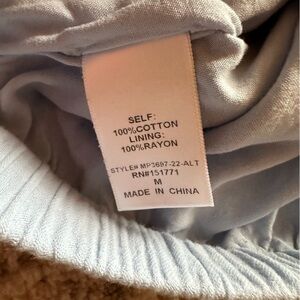 SELF:
100%COTTON
LINING:
100%RAYON
STYLE# MP3697-22-ALT
RN#151771
M
MADE IN CHINA